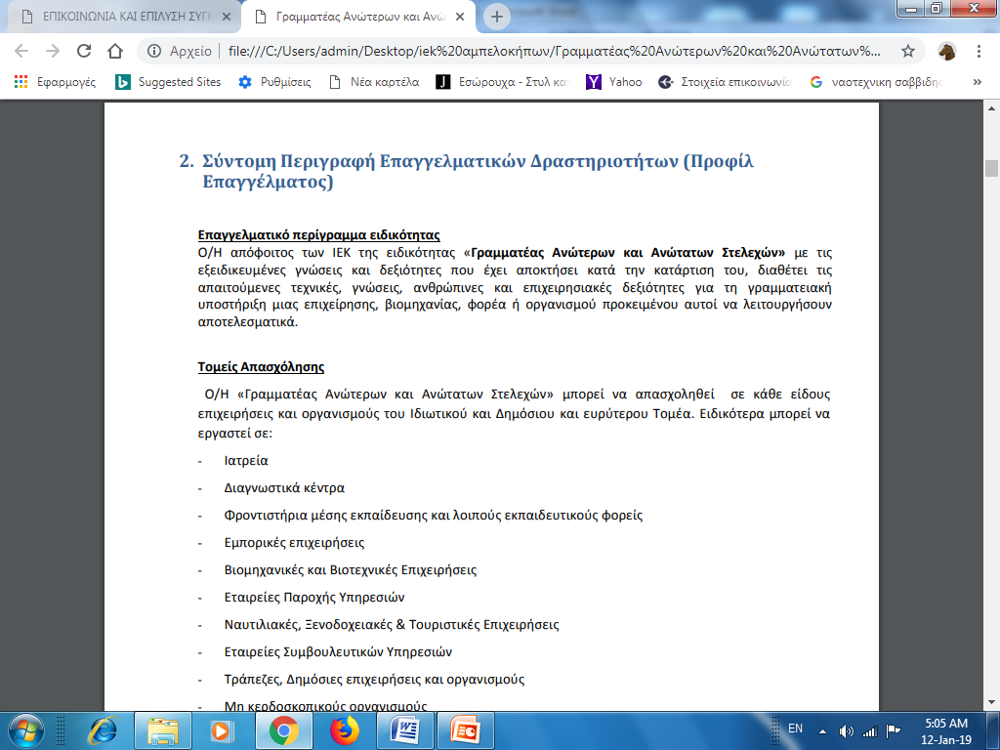 ΕΠΙΚΟΙΝΩΝΙΑ ΚΑΙ ΕΠΙΛΥΣΗ ΣΥΓΚ
Γραμματέας Ανώτερων και Ανώ
Αρχείο file:///C:/Users/admin/Desktop/iek%20αμπελοκήπων/Γραμματέας%20Ανώτερων%20και%20Ανώτατων%...
Εφαρμογές Suggested Sites Ρυθμίσεις Νέα καρτέλα Εσώρουχα - Στυλ κα Yahoo Στοιχεία επικοινωνία ναοτεχνικη σαββιδης »
2. Σύντομη Περιγραφή Επαγγελματικών Δραστηριοτήτων (Προφίλ
Επαγγέλματος)
Επαγγελματικό περίγραμμα ειδικότητας
Ο/Η απόφοιτος των ΙΕΚ της ειδικότητας «Γραμματέας Ανώτερων και Ανώτατων Στελεχών» με τις
εξειδικευμένες γνώσεις και δεξιότητες που έχει αποκτήσει κατά την κατάρτιση του, διαθέτει τις
απαιτούμενες τεχνικές, γνώσεις, ανθρώπινες και επιχειρησιακές δεξιότητες για τη γραμματειακή
υποστήριξη μιας επιχείρησης, βιομηχανίας, φορέα ή οργανισμού προκειμένου αυτοί να λειτουργήσουν
αποτελεσματικά.
Τομείς Απασχόλησης
Ο/Η «Γραμματέας Ανώτερων και Ανώτατων Στελεχών» μπορεί να απασχοληθεί σε κάθε είδους
επιχειρήσεις και οργανισμούς του Ιδιωτικού και Δημόσιου και ευρύτερου Τομέα. Ειδικότερα μπορεί να
εργαστεί σε:
- Ιατρεία
- Διαγνωστικά κέντρα
- Φροντιστήρια μέσης εκπαίδευσης και λοιπούς εκπαιδευτικούς φορείς
- Εμπορικές επιχειρήσεις
- Βιομηχανικές και Βιοτεχνικές Επιχειρήσεις
- Εταιρείες Παροχής Υπηρεσιών
- Ναυτιλιακές, Ξενοδοχειακές & Τουριστικές Επιχειρήσεις
- Εταιρείες Συμβουλευτικών Υπηρεσιών
- Τράπεζες, Δημόσιες επιχειρήσεις και οργανισμούς
- Μη κερδοσκοπικούς οργανισμούς
EN
5:05 AM
12-Jan-19